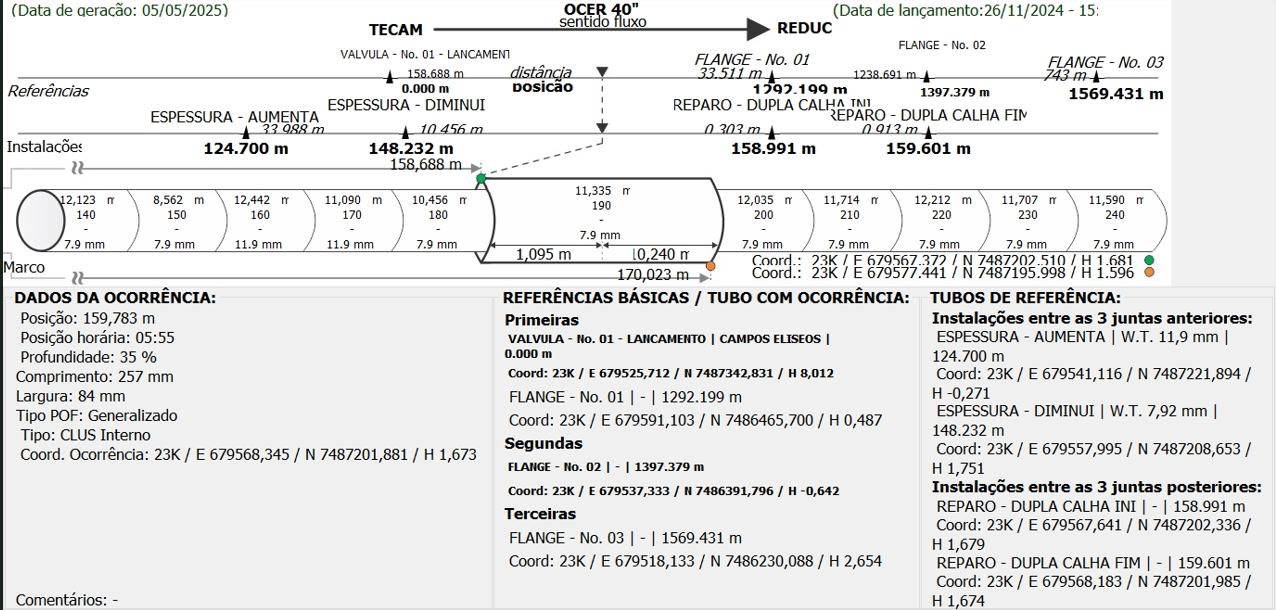 (Data de geração: 05/05/2025)
OCER 40"
(Data de lançamento:26/11/2024 - 15:
sentido fluxo
TECAM
REDUC
VALVULA - No. 01 - LANCAMENT
FLANGE - No. 01
FLANGE - No. 02
FLANGE - No. 03
158.688 m
distância
33.511 m
1238.691 m
743 m
Referências
0.000 m
posição
1292.199 m
1397.379 m
1569.431 m
ESPESSURA - AUMENTA
ESPESSURA - DIMINUI
REPARO - DUPLA CALHA INI
REPARO - DUPLA CALHA FIM
33.988 m
10.456 m
0.303 m
0.913 m
Instalações
124.700 m
148.232 m
158.991 m
159.601 m
158,688 m
12,123 m
8,562 m
12,442 m
11,090 m
10,456 m
11,335 m
12,035 m
11,714 m
12,212 m
11,707 m
11,590 m
140
150
160
170
180
190
200
210
220
230
240
-
-
-
-
-
-
-
-
-
-
-
7.9 mm
7.9 mm
11.9 mm
11.9 mm
7.9 mm
7.9 mm
7.9 mm
7.9 mm
7.9 mm
7.9 mm
7.9 mm
1,095 m
10,240 m
Marco
170,023 m
Coord.: 23K / E 679567.372 / N 7487202.510 / H 1.681
Coord.: 23K / E 679577.441 / N 7487195.998 / H 1.596
DADOS DA OCORRÊNCIA:
Posição: 159,783 m
Posição horária: 05:55
Profundidade: 35 %
Comprimento: 257 mm
Largura: 84 mm
Tipo POF: Generalizado
Tipo: CLUS Interno
Coord. Ocorrência: 23K / E 679568,345 / N 7487201,881 / H 1,673
Comentários: -
REFERÊNCIAS BÁSICAS / TUBO COM OCORRÊNCIA:
Primeiras
VALVULA - No. 01 - LANCAMENTO | CAMPOS ELISEOS |
0.000 m
Coord: 23K / E 679525,712 / N 7487342,831 / H 8,012
FLANGE - No. 01 | - | 1292.199 m
Coord: 23K / E 679591,103 / N 7486465,700 / H 0,487
Segundas
FLANGE - No. 02 | - | 1397.379 m
Coord: 23K / E 679537,333 / N 7486391,796 / H -0,642
Terceiras
FLANGE - No. 03 | - | 1569.431 m
Coord: 23K / E 679518,133 / N 7486230,088 / H 2,654
TUBOS DE REFERÊNCIA:
Instalações entre as 3 juntas anteriores:
ESPESSURA - AUMENTA | W.T. 11,9 mm |
124.700 m
Coord: 23K / E 679541,116 / N 7487221,894 /
H -0,271
ESPESSURA - DIMINUI | W.T. 7,92 mm |
148.232 m
Coord: 23K / E 679557,995 / N 7487208,653 /
H 1,751
Instalações entre as 3 juntas posteriores:
REPARO - DUPLA CALHA INI | - | 158.991 m
Coord: 23K / E 679567,641 / N 7487202,336 /
H 1,679
REPARO - DUPLA CALHA FIM | - | 159.601 m
Coord: 23K / E 679568,183 / N 7487201,985 /
H 1,674